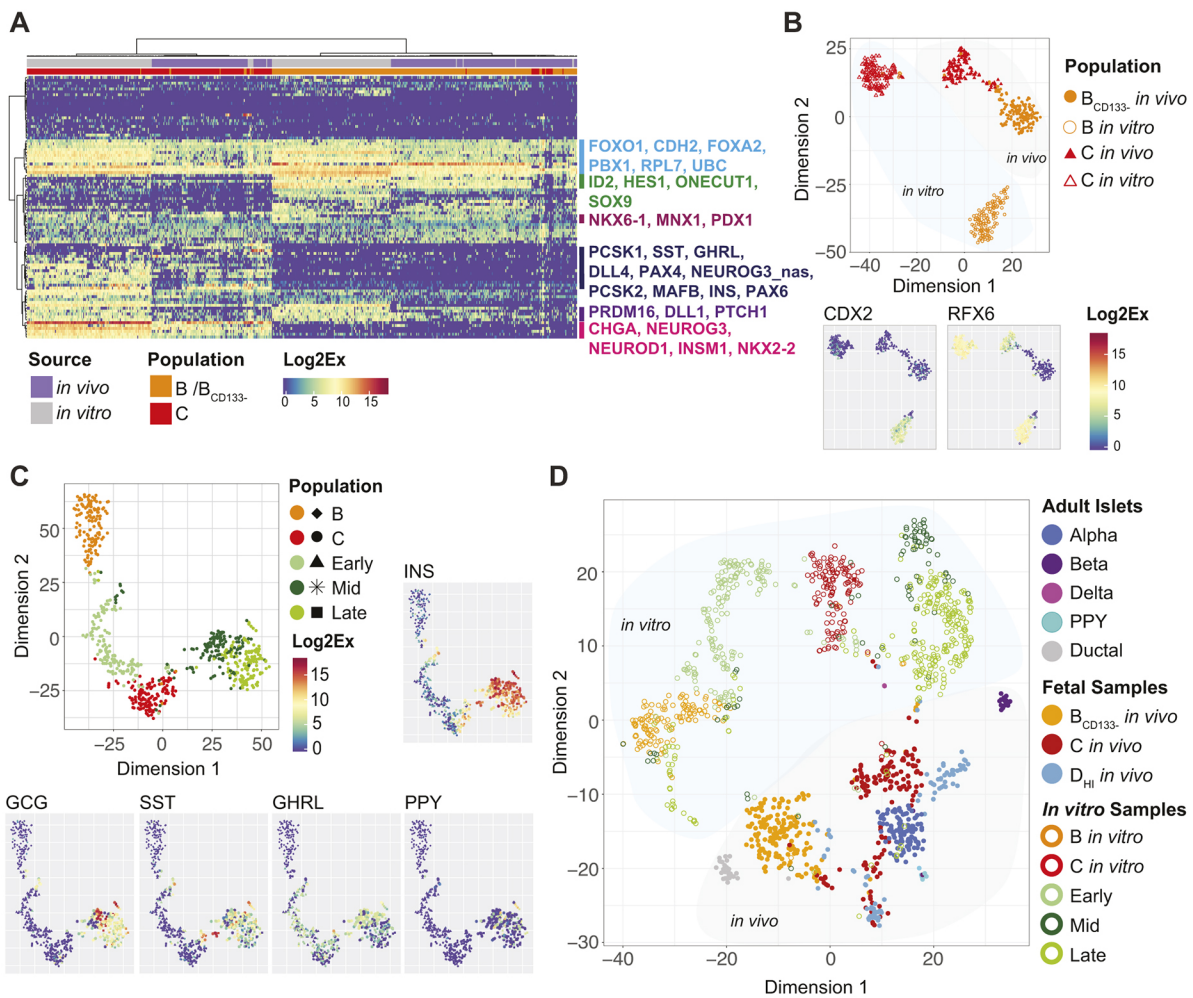 A
FOXO1, CDH2, FOXA2,
PBX1, RPL7, UBC
ID2, HES1, ONECUT1,
SOX9
NKX6-1, MNX1, PDX1
PCSK1, SST, GHRL,
DLL4, PAX4, NEUROG3_nas,
PCSK2, MAFB, INS, PAX6
PRDM16, DLL1, PTCH1
CHGA, NEUROG3,
NEUROD1, INSM1, NKX2-2
Source
in vivo
in vitro
Population
B /BCD133-
C
Log2Ex
0 5 10 15
B
25
0
−25
−50
Dimension 2
−40 −20 0 20
Dimension 1
in vivo
in vitro
Population
BCD133- in vivo
B in vitro
C in vivo
C in vitro
CDX2
RFX6
Log2Ex
15
10
5
0
C
50
25
0
−25
Dimension 2
−25 0 25 50
Dimension 1
Population
B
C
Early
Mid
Late
Log2Ex
15
10
5
0
INS
GCG
SST
GHRL
PPY
D
20
10
0
−10
−20
−30
Dimension 2
−40 −20 0 20
Dimension 1
in vitro
in vivo
Adult Islets
Alpha
Beta
Delta
PPY
Ductal
Fetal Samples
BCD133- in vivo
C in vivo
DHI in vivo
In vitro Samples
B in vitro
C in vitro
Early
Mid
Late